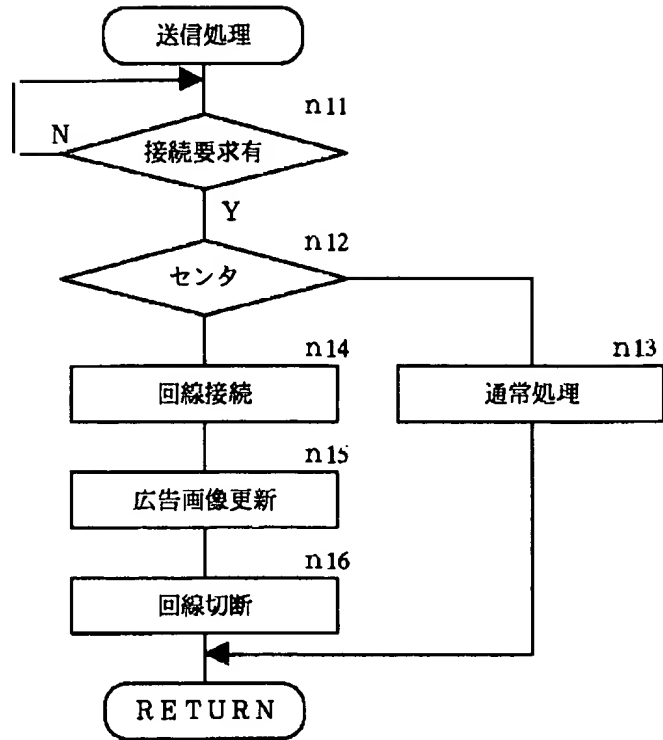 送信処理
n11
N
接続要求有
Y
n12
センタ
n14
n13
回線接続
通常処理
n15
広告画像更新
n16
回線切断
RETURN